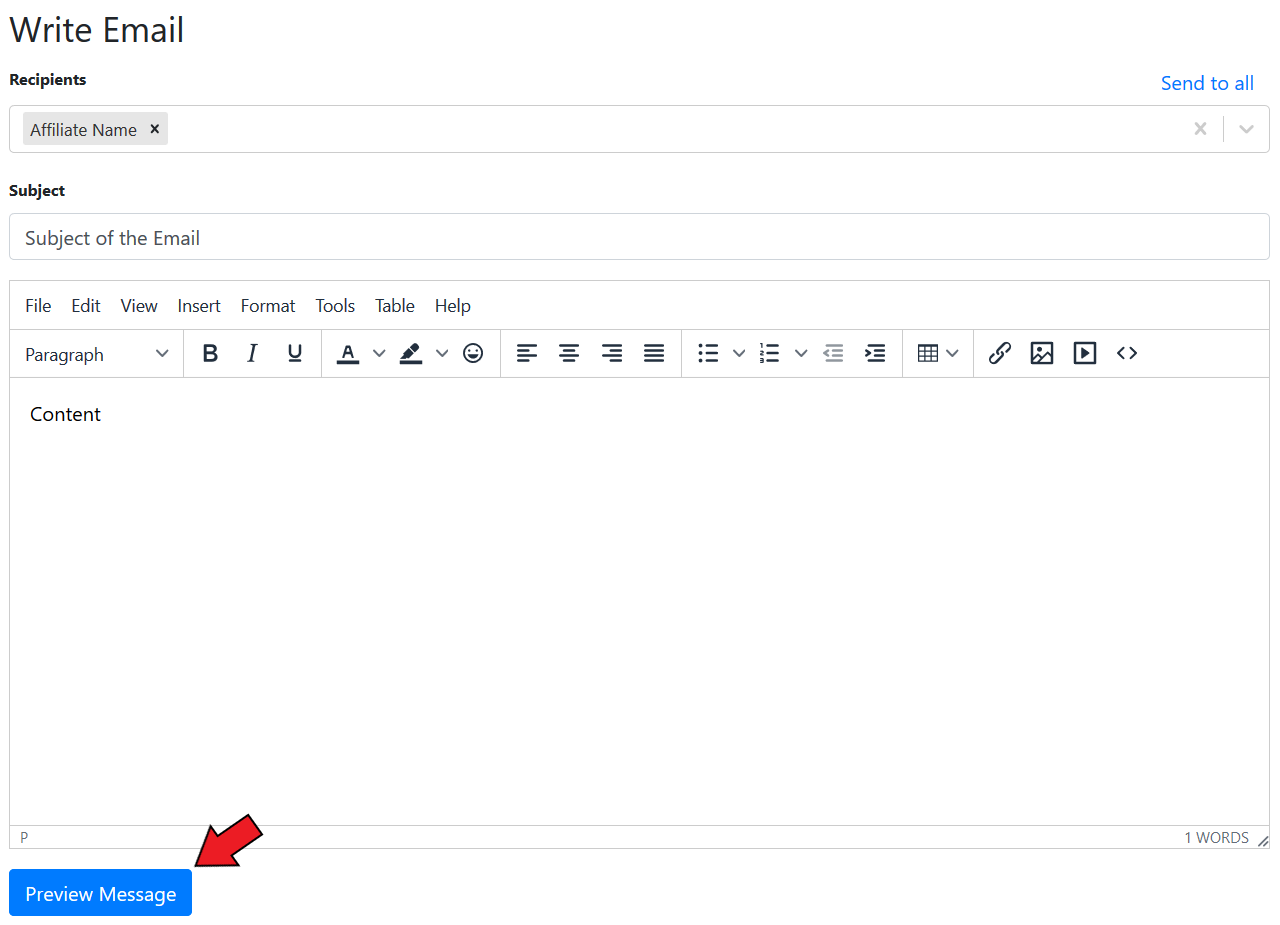 Write Email
Recipients
Send to all
Affiliate Name
Subject
Subject of the Email
File Edit View Insert Format Tools Table Help
Paragraph B I U A
Content
P 1 WORDS
Preview Message